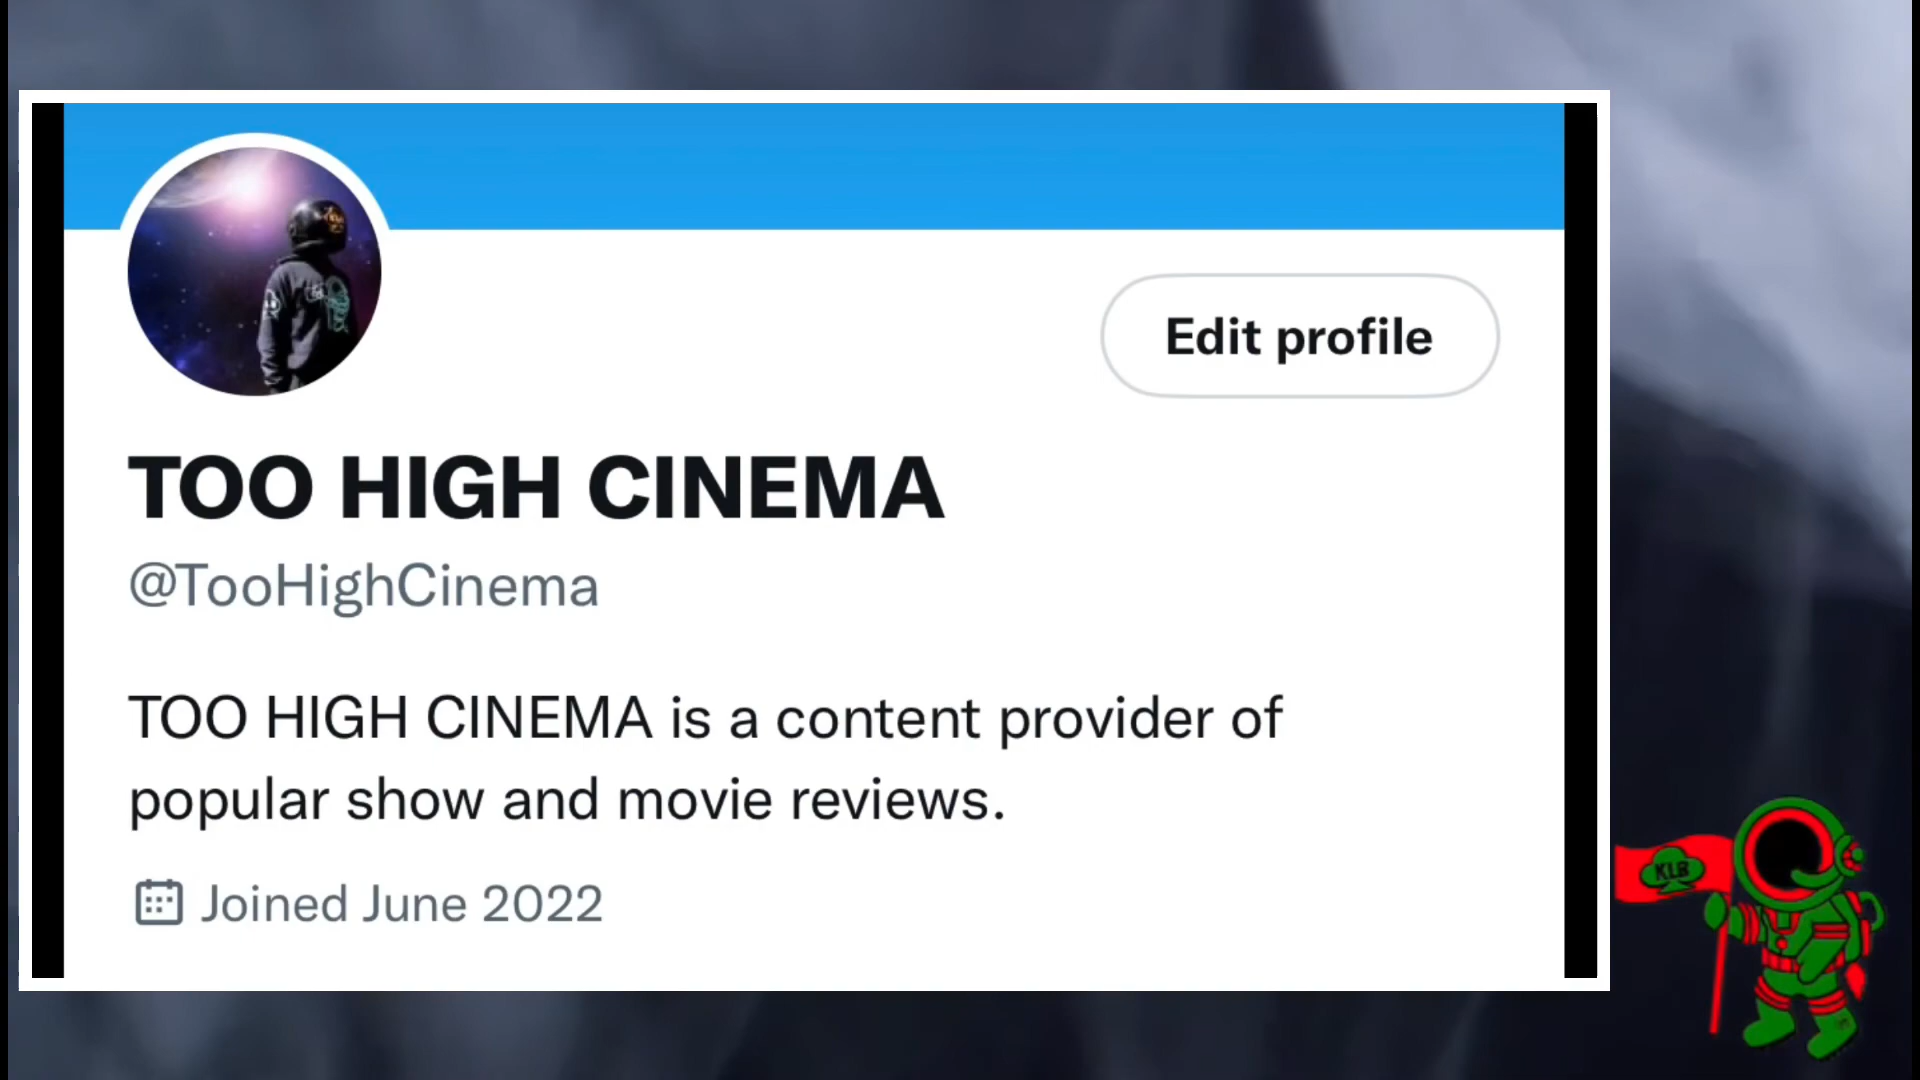 Edit profile
TOO HIGH CINEMA
@TooHighCinema
TOO HIGH CINEMA is a content provider of
popular show and movie reviews.
Joined June 2022
KLB